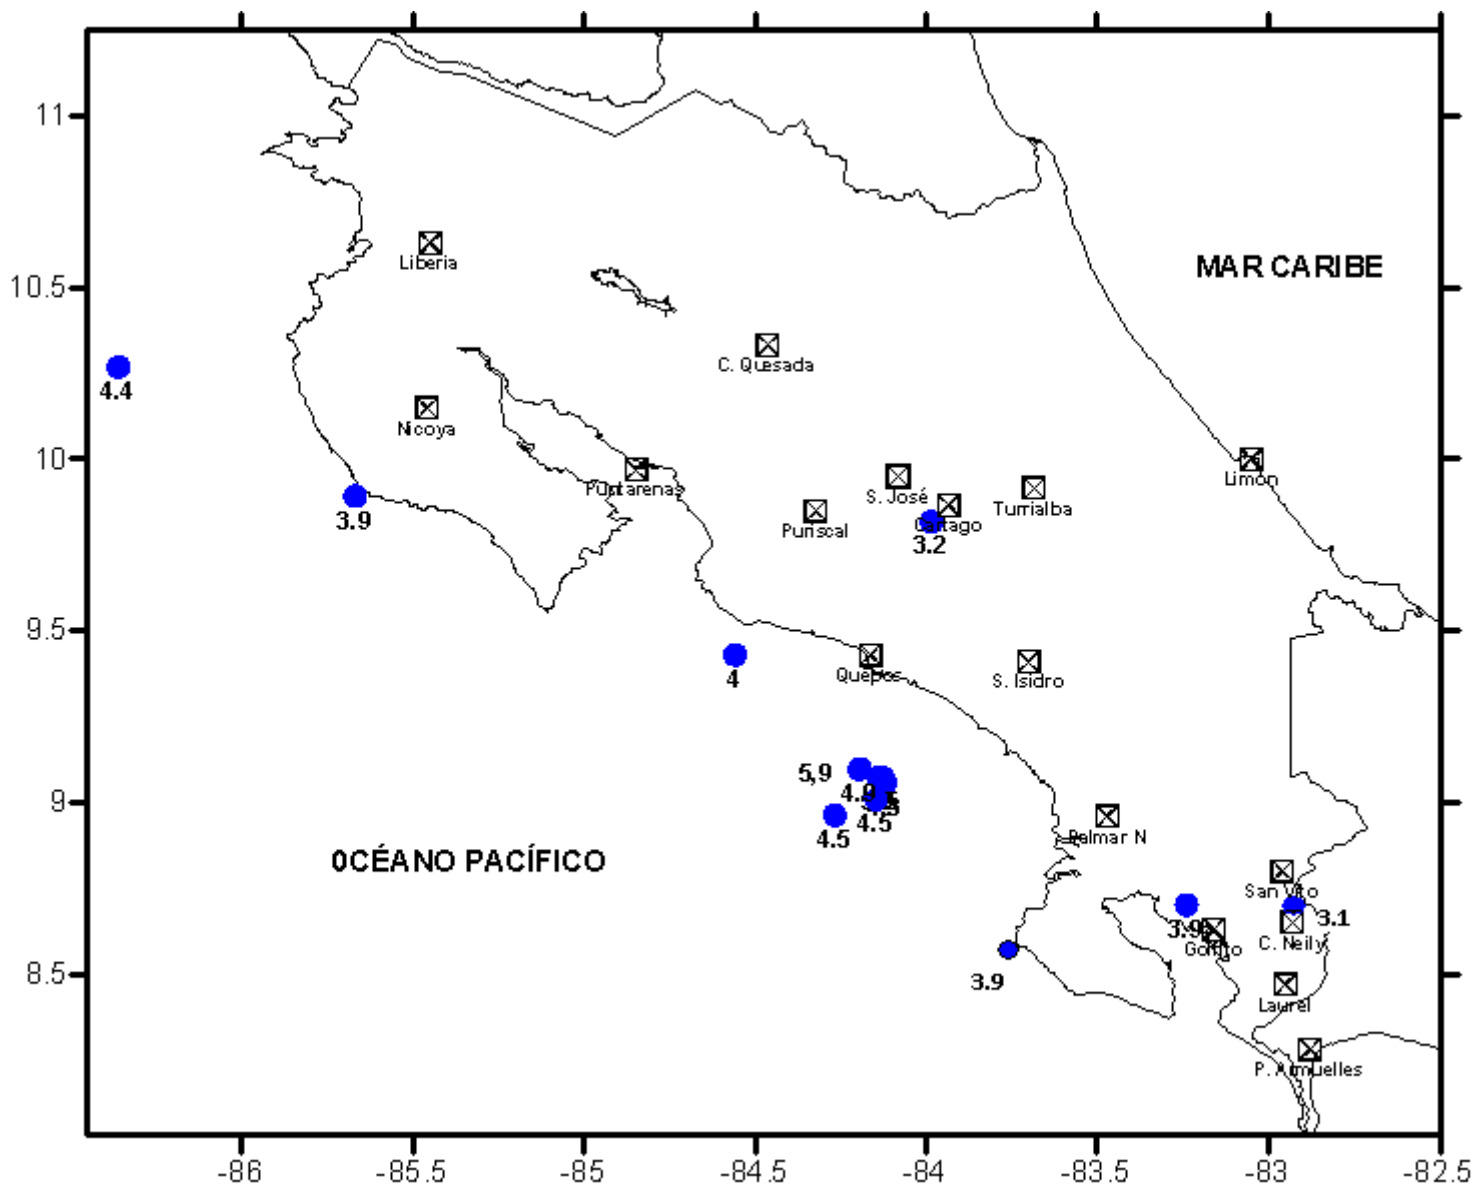 11
Liberia
MAR CARIBE
10.5
C. Quesada
4.4
Nicoya
10
Limón
Puntarenas
S. José
Turrialba
3.9
Puriscal
Cartago
3.2
9.5
4
Quepos
S. Isidro
5,9
4.9
9
4.5
4.5
Palmar N
0CÉANO PACÍFICO
San Vito
3.1
3.9
Golfito
C. Neily
8.5
3.9
Laurel
P. Armuelles
-86
-85.5
-85
-84.5
-84
-83.5
-83
-82.5